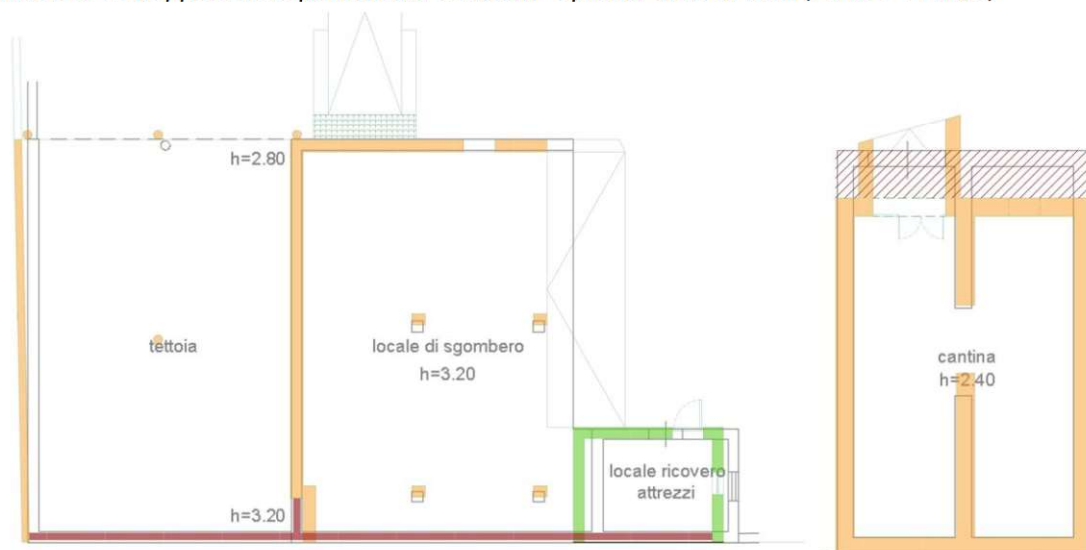 h=2.80
tettoia
locale di sgombero
h=3.20
cantina
h=2.40
locale ricovero
attrezzi
h=3.20